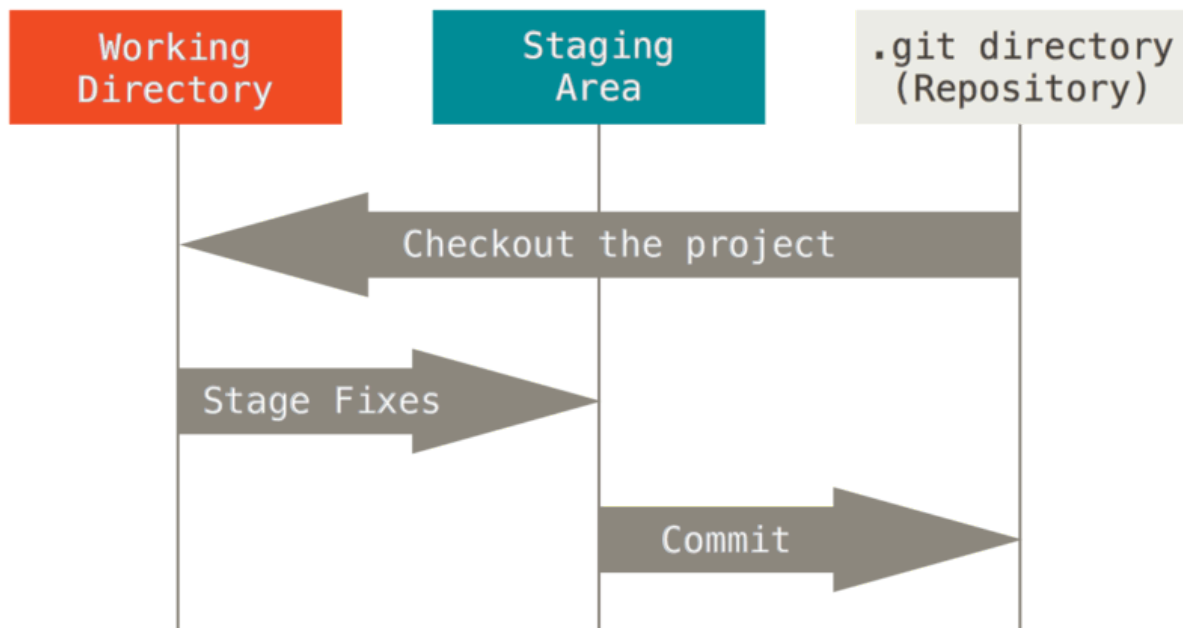 Working
Directory
Staging
Area
.git directory
(Repository)
Checkout the project
Stage Fixes
Commit